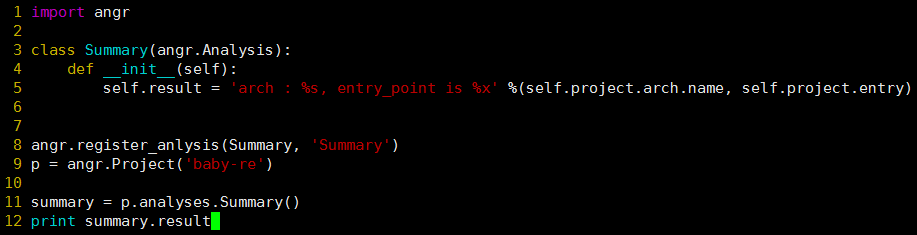 1 import angr
2
3 class Summary(angr.Analysis):
4     def __init__(self):
5         self.result = 'arch : %s, entry_point is %x' %(self.project.arch.name, self.project.entry)
6
7
8 angr.register_anlysis(Summary, 'Summary')
9 p = angr.Project('baby-re')
10
11 summary = p.analyses.Summary()
12 print summary.result